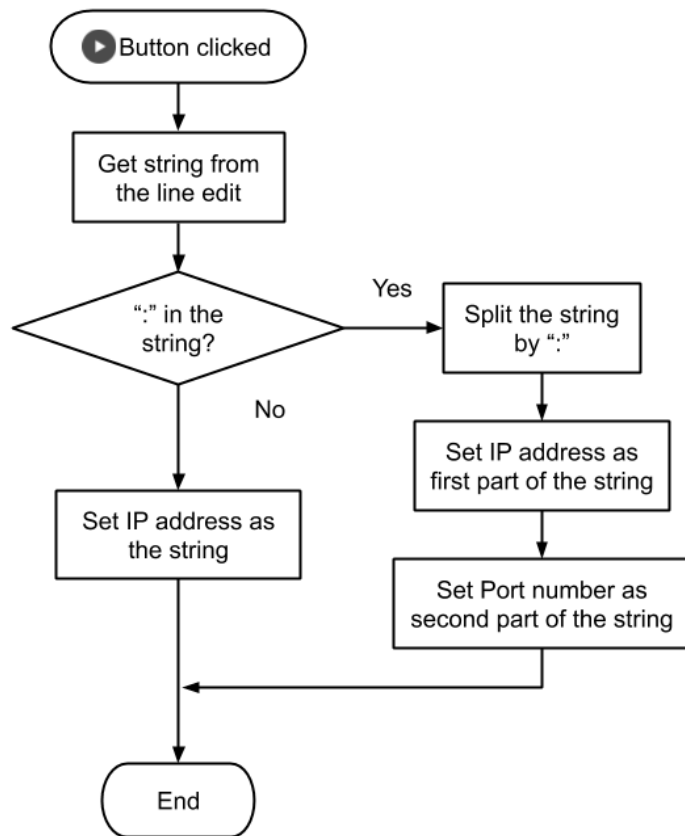 Button clicked
Get string from
the line edit
“:” in the
string?
Yes
No
Split the string
by “:”
Set IP address as
first part of the string
Set IP address as
the string
Set Port number as
second part of the string
End